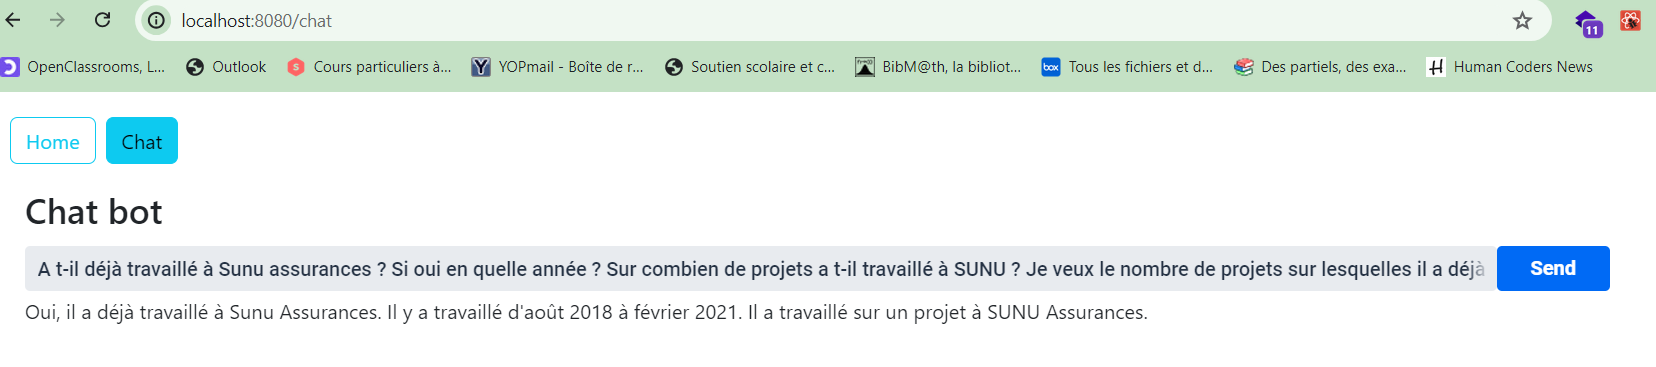 localhost:8080/chat
11
OpenClassrooms, L... Outlook Cours particuliers à... YOPmail - Boîte de r... Soutien scolaire et c... BibM@th, la bibliot... box Tous les fichiers et d... Des partiels, des exa... Human Coders News
Home Chat
Chat bot
A t-il déjà travaillé à Sunu assurances ? Si oui en quelle année ? Sur combien de projets a t-il travaillé à SUNU ? Je veux le nombre de projets sur lesquelles il a déjà Send
Oui, il a déjà travaillé à Sunu Assurances. Il y a travaillé d'août 2018 à février 2021. Il a travaillé sur un projet à SUNU Assurances.